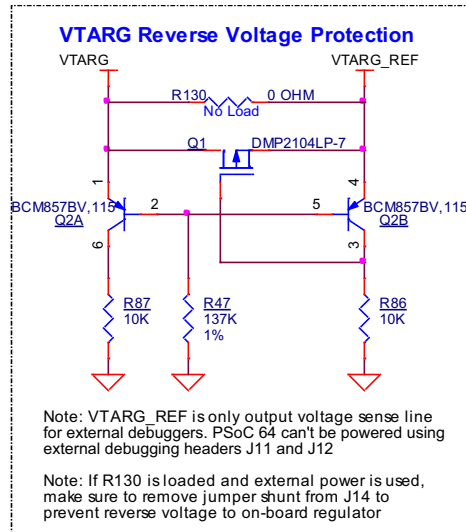 VTARG Reverse Voltage Protection
VTARG VTARG_REF
R130 0 OHM
No Load
Q1 DMP2104LP-7
1 4
BCM857BV,115 2 5 BCM857BV,115
Q2A Q2B
6 3
R87 R47 R86
10K 137K 10K
1%
Note: VTARG_REF is only output voltage sense line
for external debuggers. PSoC 64 can't be powered using
external debugging headers J11 and J12
Note: If R130 is loaded and external power is used,
make sure to remove jumper shunt from J14 to
prevent reverse voltage to on-board regulator